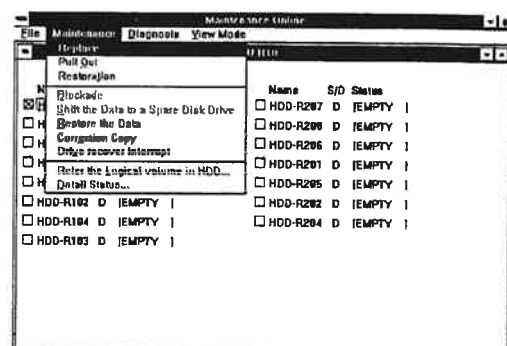 Maintenance Online
File Maintenance Diagnosis View Mode
Replace
Pull Out
Restoration
Blockade
Shift the Data to a Spare Disk Drive
Restore the Data
Correction Copy
Drive recover Interrupt
Refer the Logical volume in HDD...
Detail Status...
Name S/D Status
HDD-R207 D [EMPTY ]
HDD-R208 D [EMPTY ]
HDD-R206 D [EMPTY ]
HDD-R201 D [EMPTY ]
HDD-R205 D [EMPTY ]
HDD-R102 D [EMPTY ] HDD-R202 D [EMPTY ]
HDD-R104 D [EMPTY ] HDD-R204 D [EMPTY ]
HDD-R103 D [EMPTY ]